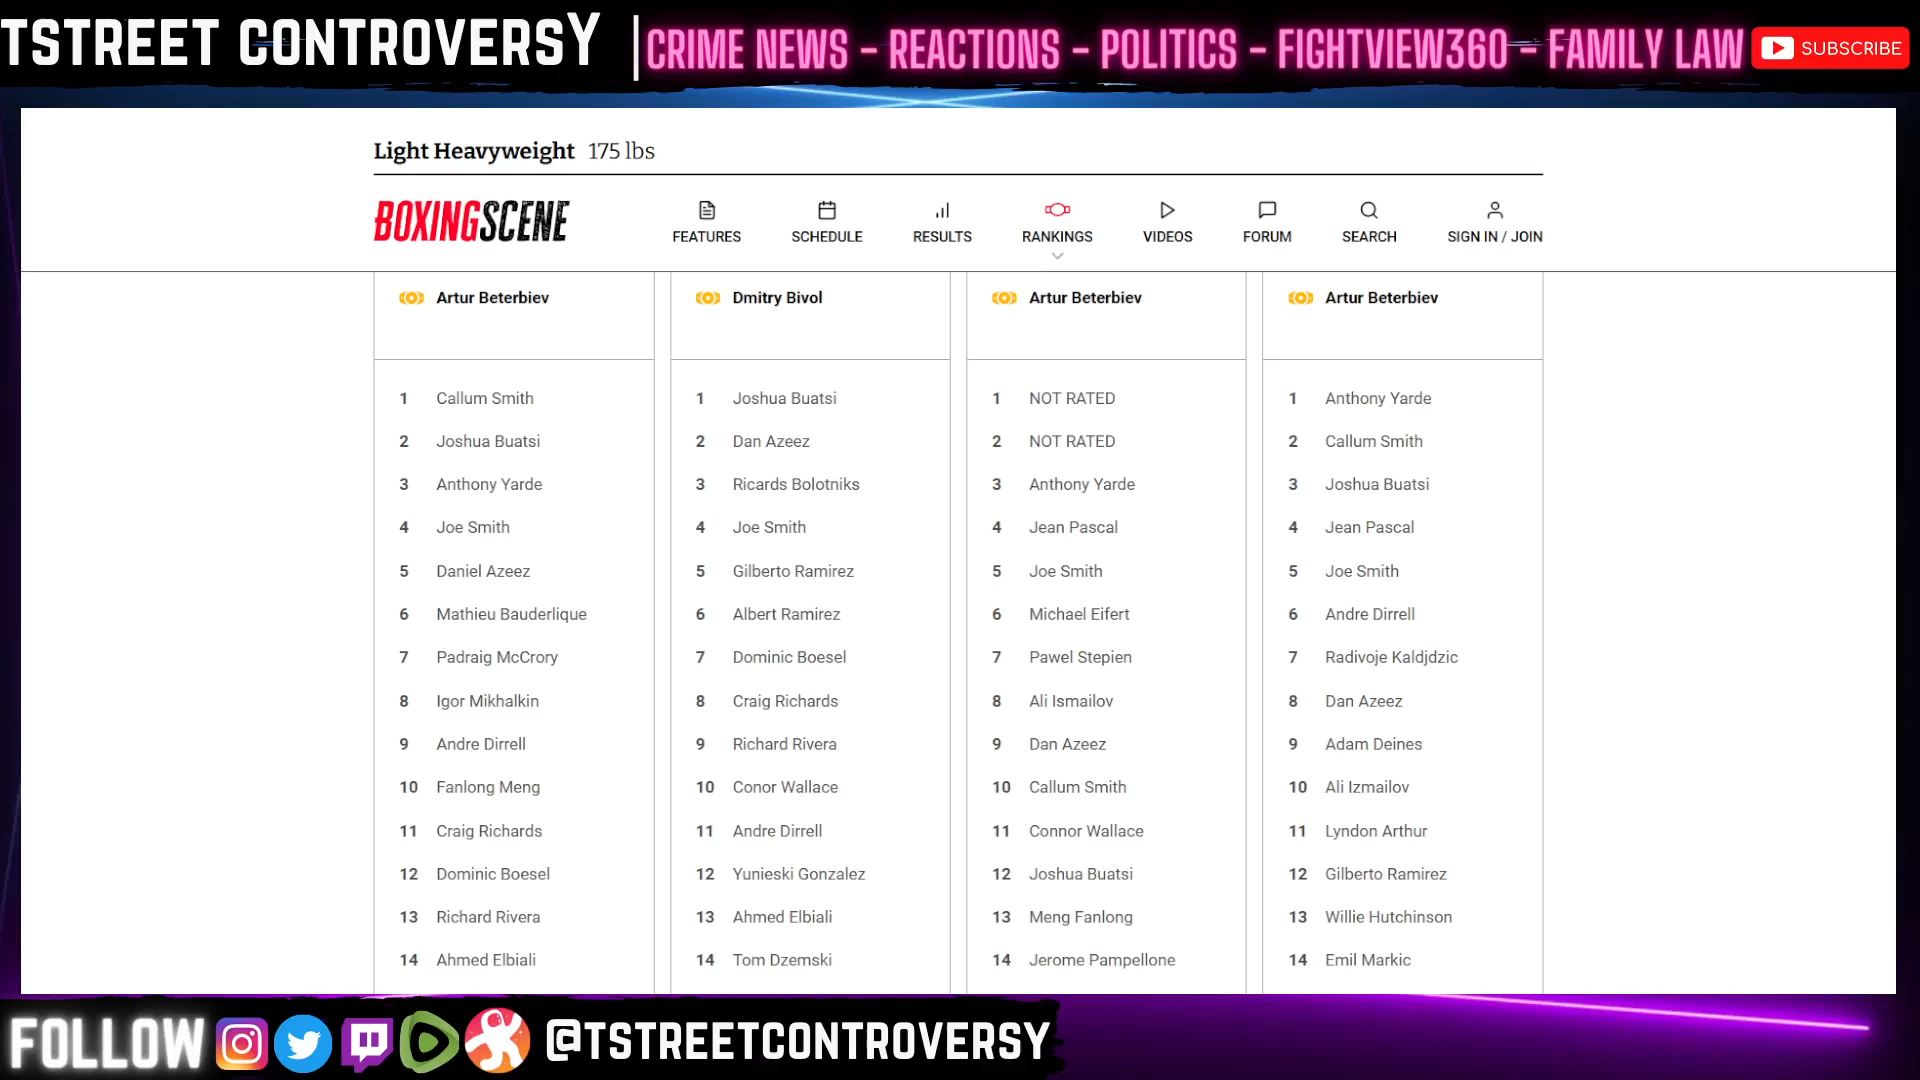 TSTREET CONTROVERSY
CRIME NEWS - REACTIONS - POLITICS - FIGHTVIEW360 - FAMILY LAW
SUBSCRIBE
Light Heavyweight 175 lbs
BOXINGSCENE
FEATURES
SCHEDULE
RESULTS
RANKINGS
VIDEOS
FORUM
SEARCH
SIGN IN / JOIN
Artur Beterbiev
1 Callum Smith
2 Joshua Buatsi
3 Anthony Yarde
4 Joe Smith
5 Daniel Azeez
6 Mathieu Bauderlique
7 Padraig McCrory
8 Igor Mikhalkin
9 Andre Dirrell
10 Fanlong Meng
11 Craig Richards
12 Dominic Boesel
13 Richard Rivera
14 Ahmed Elbiali
Dmitry Bivol
1 Joshua Buatsi
2 Dan Azeez
3 Ricards Bolotniks
4 Joe Smith
5 Gilberto Ramirez
6 Albert Ramirez
7 Dominic Boesel
8 Craig Richards
9 Richard Rivera
10 Conor Wallace
11 Andre Dirrell
12 Yunieski Gonzalez
13 Ahmed Elbiali
14 Tom Dzemski
Artur Beterbiev
1 NOT RATED
2 NOT RATED
3 Anthony Yarde
4 Jean Pascal
5 Joe Smith
6 Michael Eifert
7 Pawel Stepien
8 Ali Ismailov
9 Dan Azeez
10 Callum Smith
11 Connor Wallace
12 Joshua Buatsi
13 Meng Fanlong
14 Jerome Pampellone
Artur Beterbiev
1 Anthony Yarde
2 Callum Smith
3 Joshua Buatsi
4 Jean Pascal
5 Joe Smith
6 Andre Dirrell
7 Radivoje Kaldjdzic
8 Dan Azeez
9 Adam Deines
10 Ali Izmailov
11 Lyndon Arthur
12 Gilberto Ramirez
13 Willie Hutchinson
14 Emil Markic
FOLLOW
@TSTREETCONTROVERSY